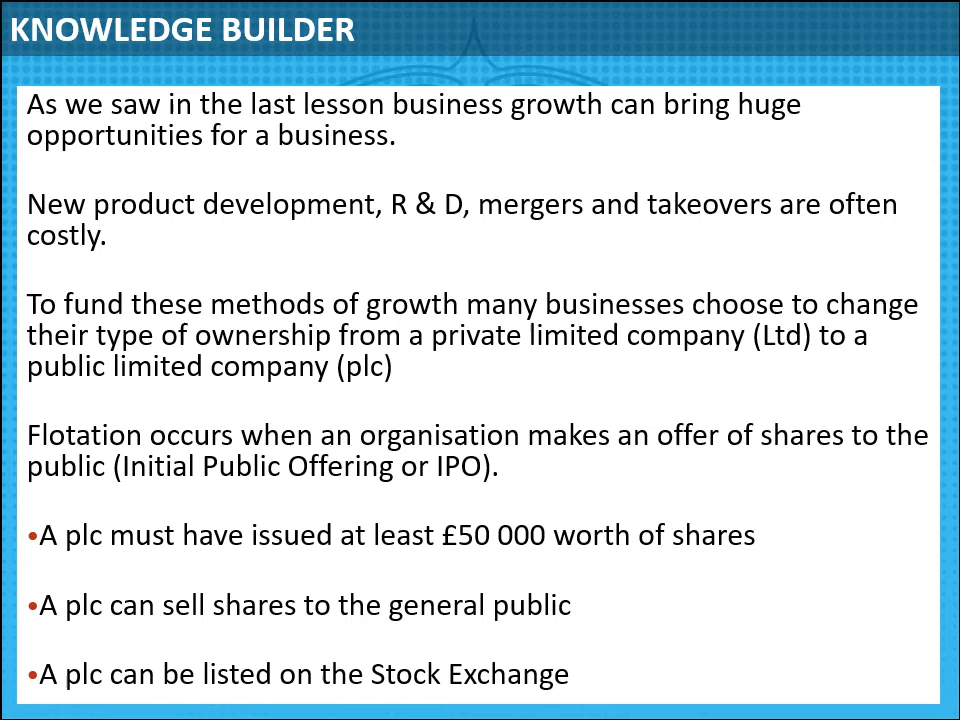 KNOWLEDGE BUILDER
As we saw in the last lesson business growth can bring huge
opportunities for a business.
New product development, R & D, mergers and takeovers are often
costly.
To fund these methods of growth many businesses choose to change
their type of ownership from a private limited company (Ltd) to a
public limited company (plc)
Flotation occurs when an organisation makes an offer of shares to the
public (Initial Public Offering or IPO).
•A plc must have issued at least £50 000 worth of shares
•A plc can sell shares to the general public
•A plc can be listed on the Stock Exchange